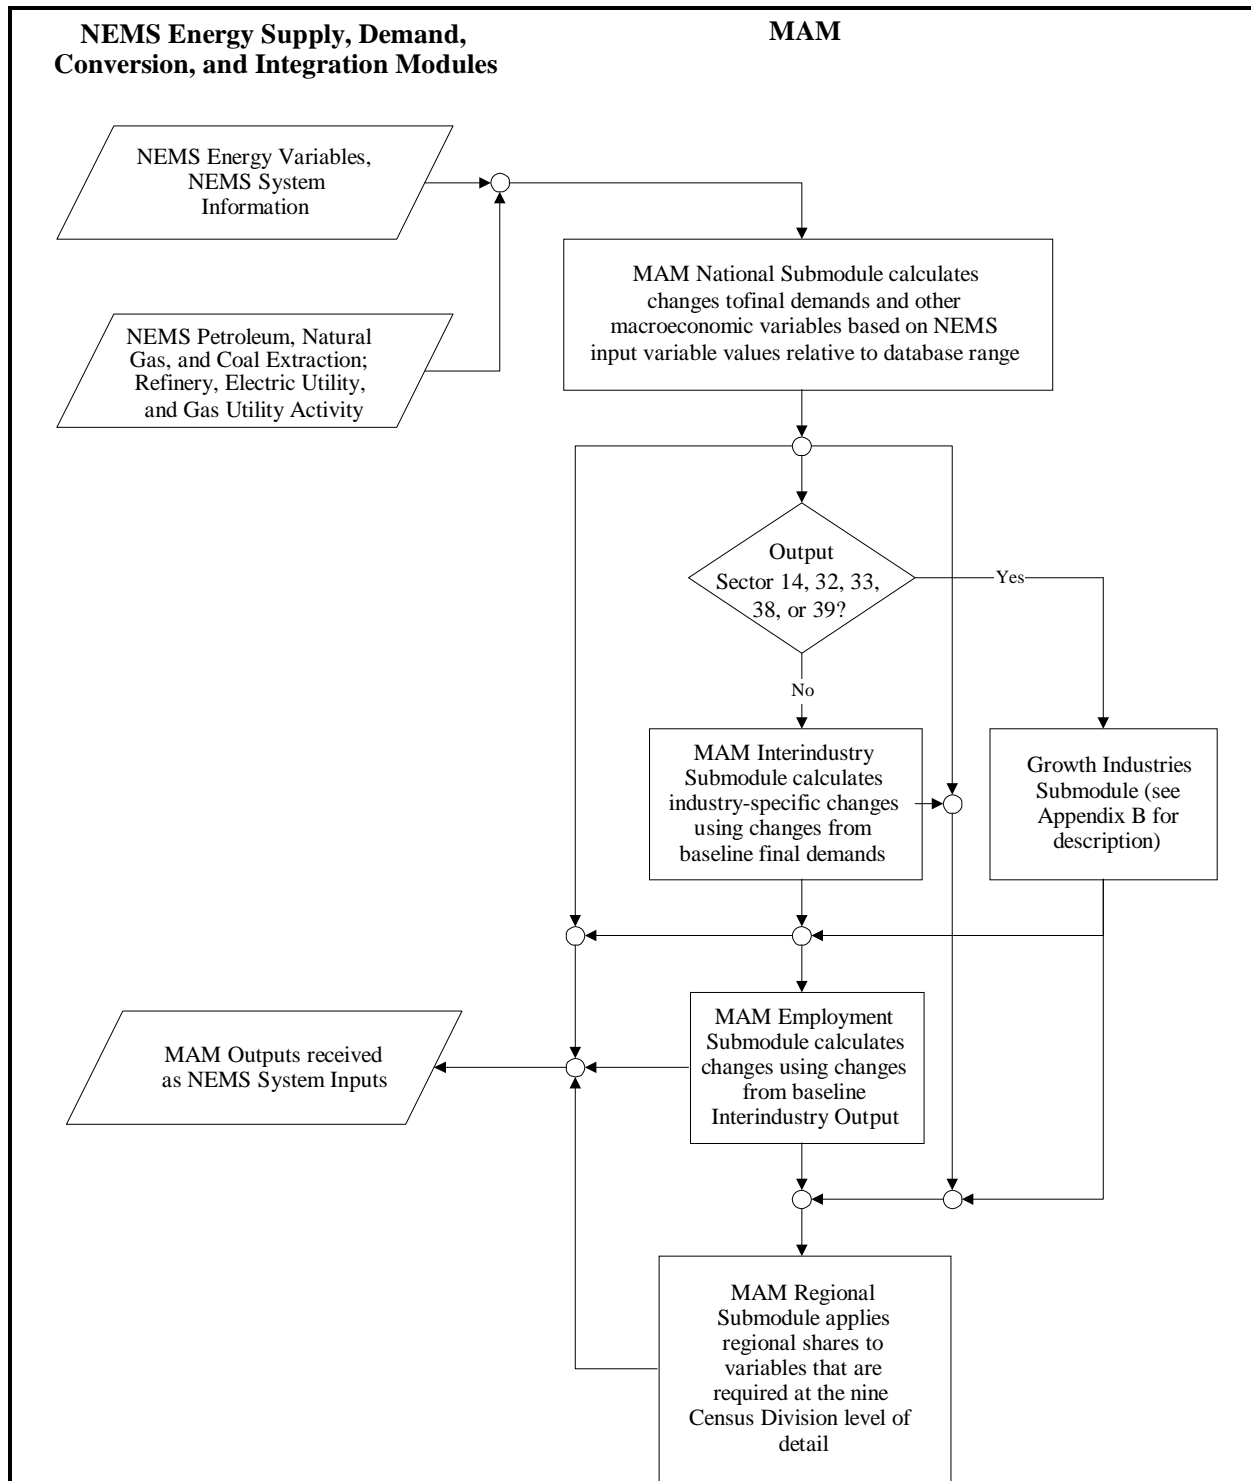 NEMS Energy Supply, Demand,
Conversion, and Integration Modules
MAM
NEMS Energy Variables,
NEMS System
Information
NEMS Petroleum, Natural
Gas, and Coal Extraction;
Refinery, Electric Utility,
and Gas Utility Activity
MAM National Submodule calculates
changes tofinal demands and other
macroeconomic variables based on NEMS
input variable values relative to database range
Output
Sector 14, 32, 33,
38, or 39?
Yes
No
MAM Interindustry
Submodule calculates
industry-specific changes
using changes from
baseline final demands
Growth Industries
Submodule (see
Appendix B for
description)
MAM Employment
Submodule calculates
changes using changes
from baseline
Interindustry Output
MAM Outputs received
as NEMS System Inputs
MAM Regional
Submodule applies
regional shares to
variables that are
required at the nine
Census Division level of
detail